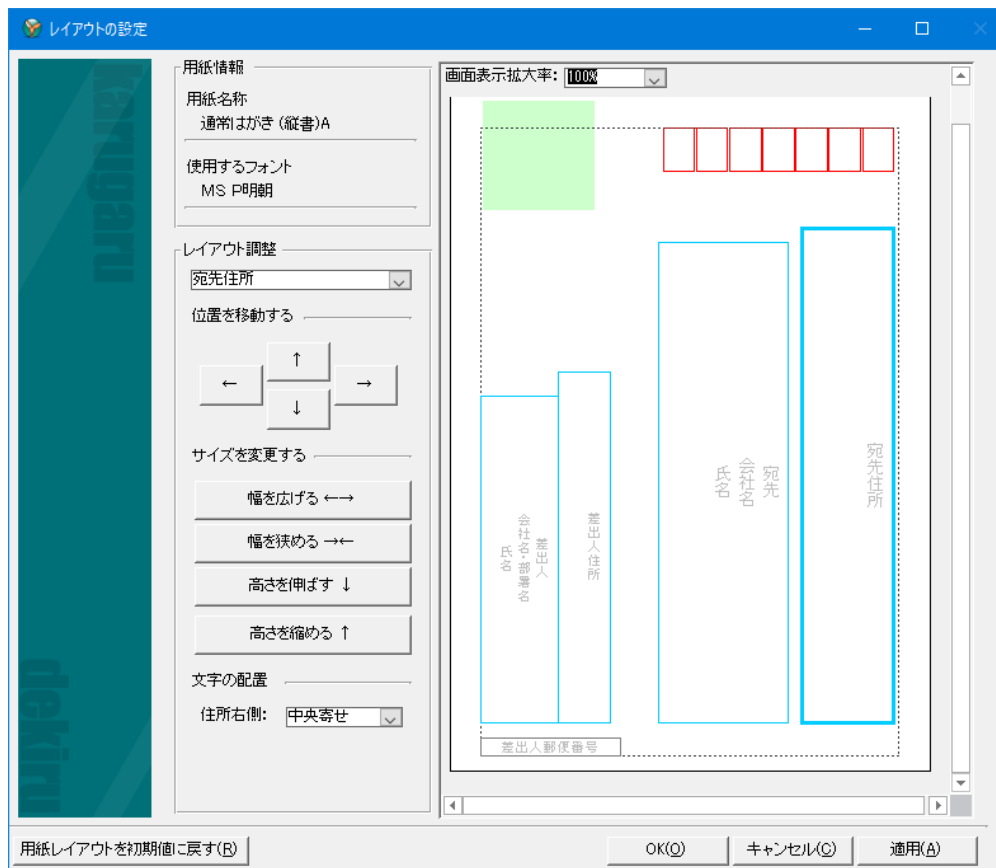 レイアウトの設定
karugaru
dekiru
用紙情報
用紙名称
通常はがき (縦書)A
使用するフォント
MS P明朝
レイアウト調整
宛先住所
位置を移動する
↑
←
→
↓
サイズを変更する
幅を広げる ←→
幅を狭める →←
高さを伸ばす ↓
高さを縮める ↑
文字の配置
住所右側:
中央寄せ
画面表示拡大率:
100%
宛先住所
宛先
会社名
氏名
差出人住所
差出人
会社名・部署名
氏名
差出人郵便番号
用紙レイアウトを初期値に戻す(R)
OK(O)
キャンセル(C)
適用(A)